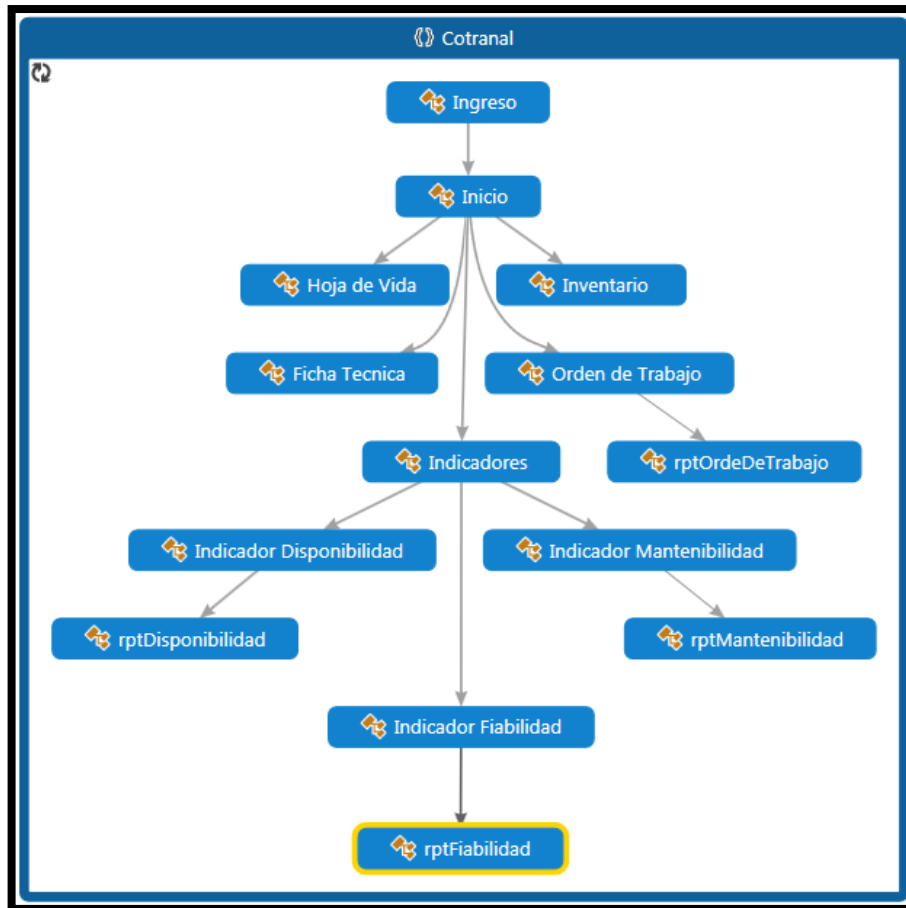 Cotranal
Ingreso
Inicio
Hoja de Vida
Inventario
Ficha Tecnica
Orden de Trabajo
Indicadores
rptOrdeDeTrabajo
Indicador Disponibilidad
Indicador Mantenibilidad
rptDisponibilidad
rptMantenibilidad
Indicador Fiabilidad
rptFiabilidad